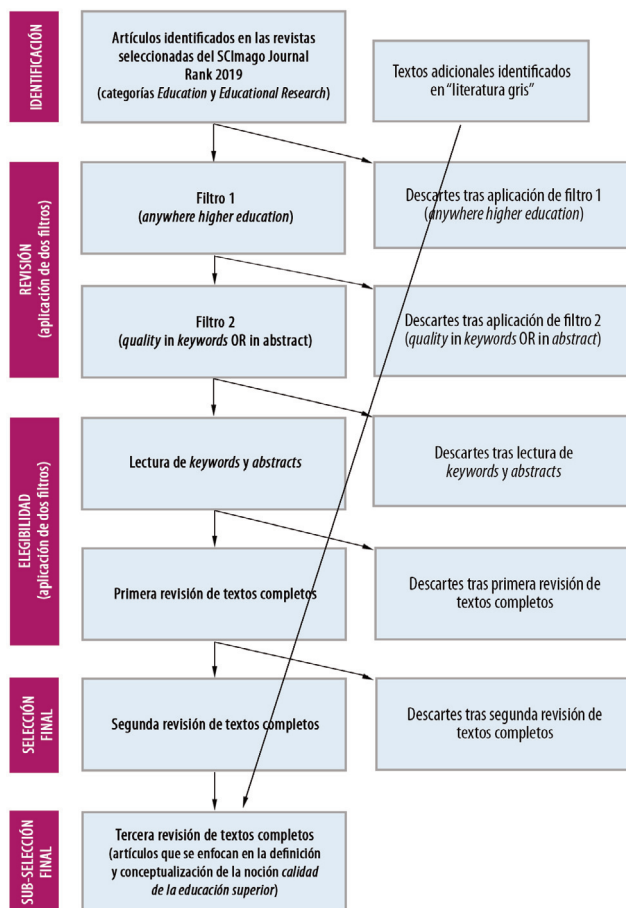 IDENTIFICACIÓN
Artículos identificados en las revistas
seleccionadas del SCImago Journal
Rank 2019
(categorías Education y Educational Research)
Textos adicionales identificados
en “literatura gris”
REVISIÓN
(aplicación de dos filtros)
Filtro 1
(anywhere higher education)
Descartes tras aplicación de filtro 1
(anywhere higher education)
Filtro 2
(quality in keywords OR in abstract)
Descartes tras aplicación de filtro 2
(quality in keywords OR in abstract)
ELEGIBILIDAD
(aplicación de dos filtros)
Lectura de keywords y abstracts
Descartes tras lectura de
keywords y abstracts
Primera revisión de textos completos
Descartes tras primera revisión de
textos completos
SELECCIÓN
FINAL
Segunda revisión de textos completos
Descartes tras segunda revisión de
textos completos
SUB-SELECCIÓN
FINAL
Tercera revisión de textos completos
(artículos que se enfocan en la definición
y conceptualización de la noción calidad
de la educación superior)